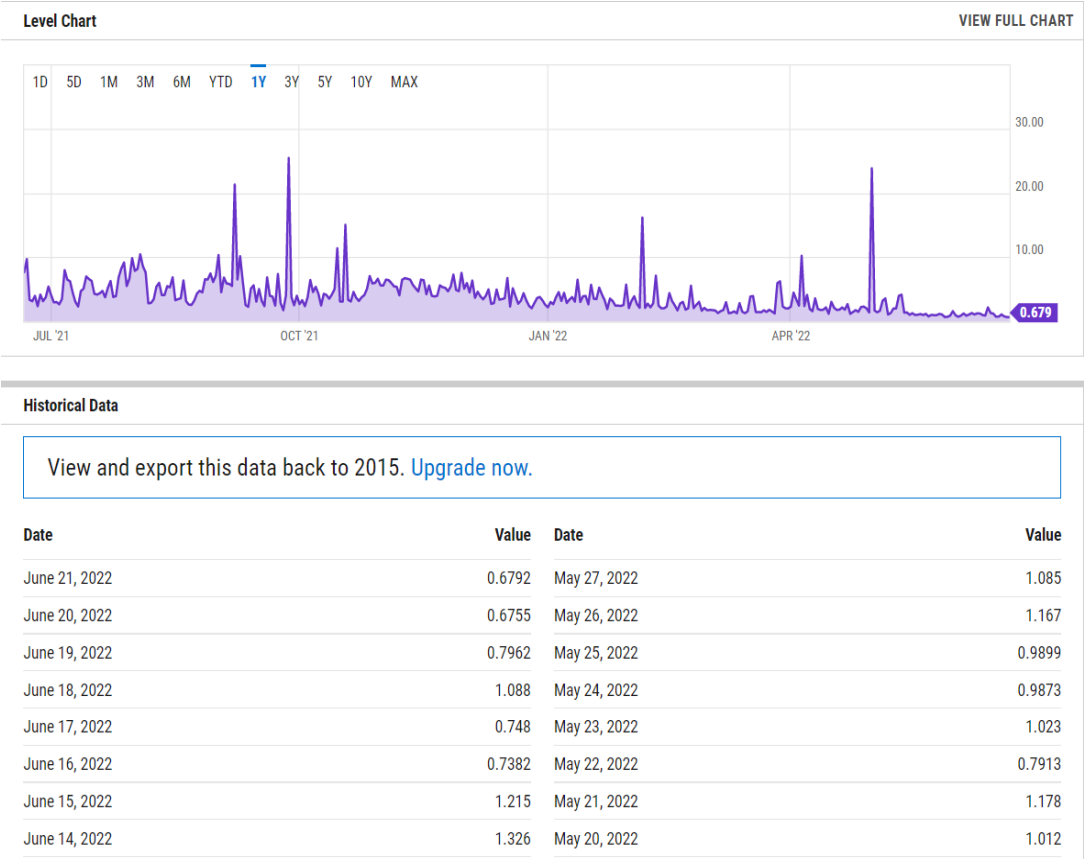 Level Chart VIEW FULL CHART
1D 5D 1M 3M 6M YTD 1Y 3Y 5Y 10Y MAX
30.00
20.00
10.00
0.679
JUL '21 OCT '21 JAN '22 APR '22
Historical Data
View and export this data back to 2015. Upgrade now.
Date Value Date Value
June 21, 2022 0.6792 May 27, 2022 1.085
June 20, 2022 0.6755 May 26, 2022 1.167
June 19, 2022 0.7962 May 25, 2022 0.9899
June 18, 2022 1.088 May 24, 2022 0.9873
June 17, 2022 0.748 May 23, 2022 1.023
June 16, 2022 0.7382 May 22, 2022 0.7913
June 15, 2022 1.215 May 21, 2022 1.178
June 14, 2022 1.326 May 20, 2022 1.012